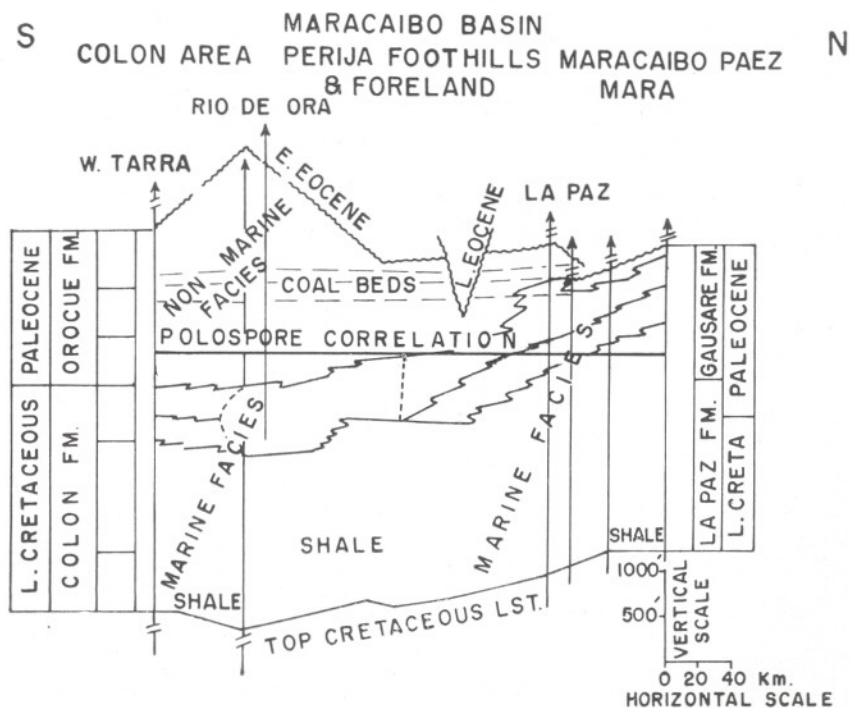 MARACAIBO BASIN
S
N
COLON AREA
PERIJA FOOTHILLS
& FORELAND
MARACAIBO PAEZ
MARA
RIO DE ORA
W. TARRA
E. EOCENE
L. EOCENE
LA PAZ
NON MARINE
FACIES
COAL BEDS
POLOSPORE CORRELATION
PALEOCENE
OROCUE FM.
L. CRETACEOUS
COLON FM.
GAUSARE FM.
PALEOCENE
LA PAZ FM.
L. CRETA
MARINE FACIES
MARINE FACIES
SHALE
SHALE
SHALE
TOP CRETACEOUS LST.
1000'
500'
VERTICAL
SCALE
0 20 40 Km.
HORIZONTAL SCALE